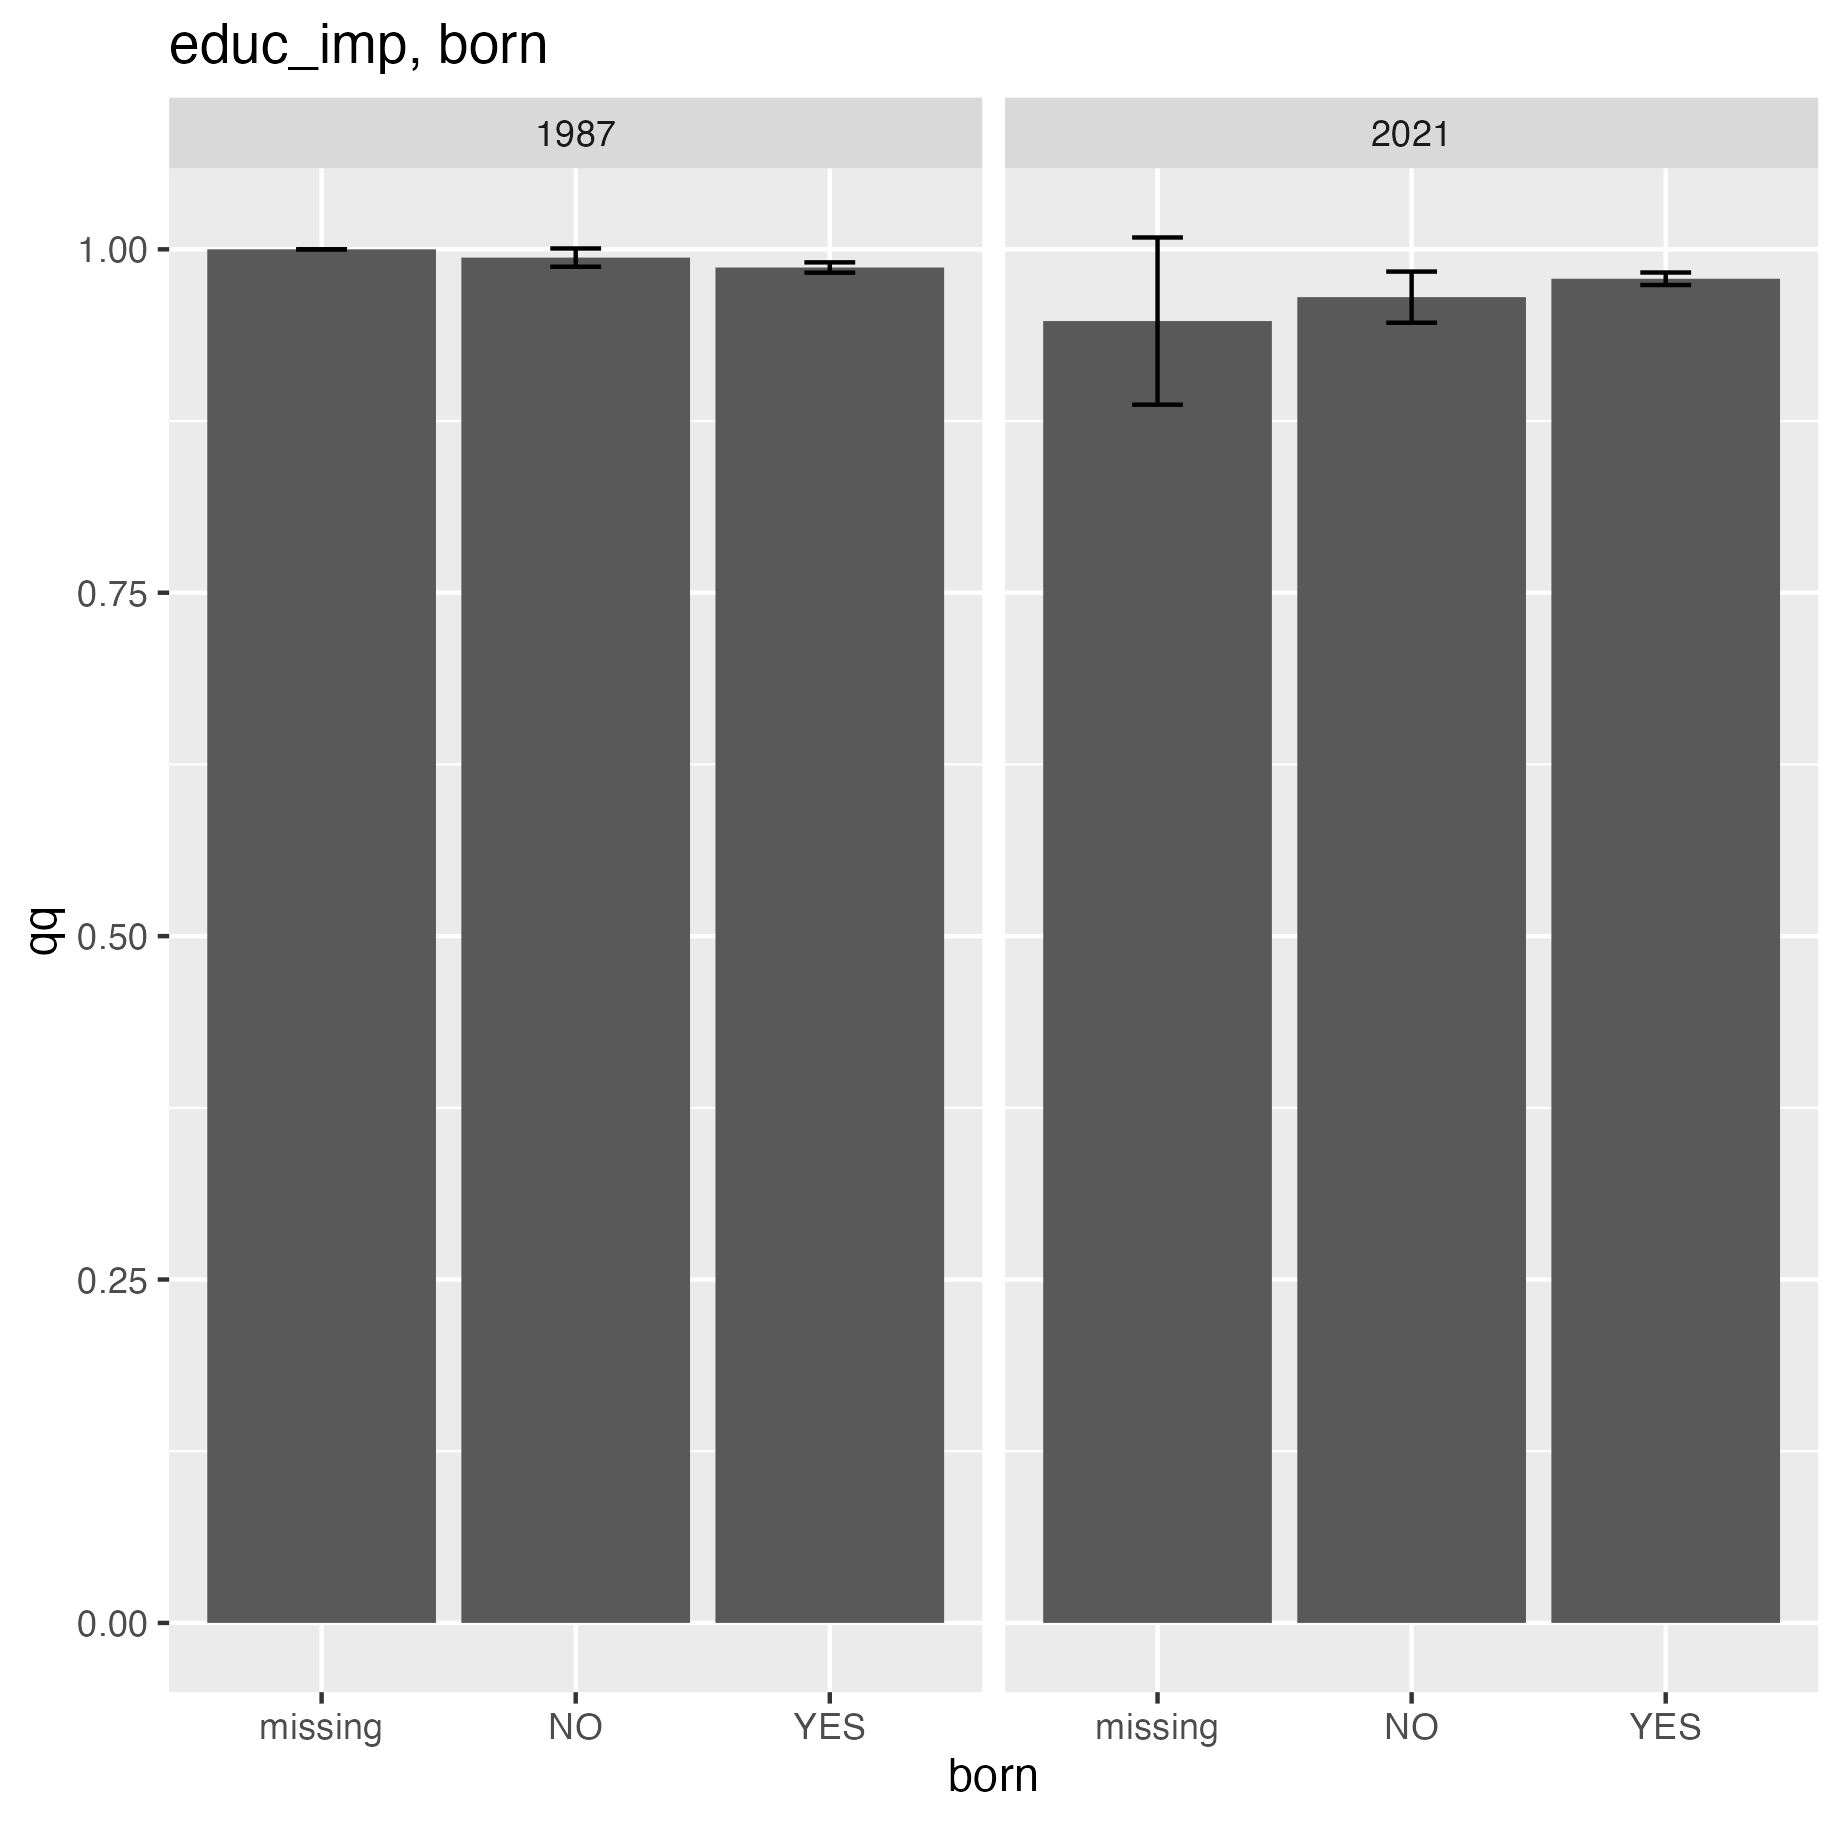 educ_imp, born
1987 2021
1.00
0.75
0.50
0.25
0.00
qq
missing NO YES missing NO YES
born